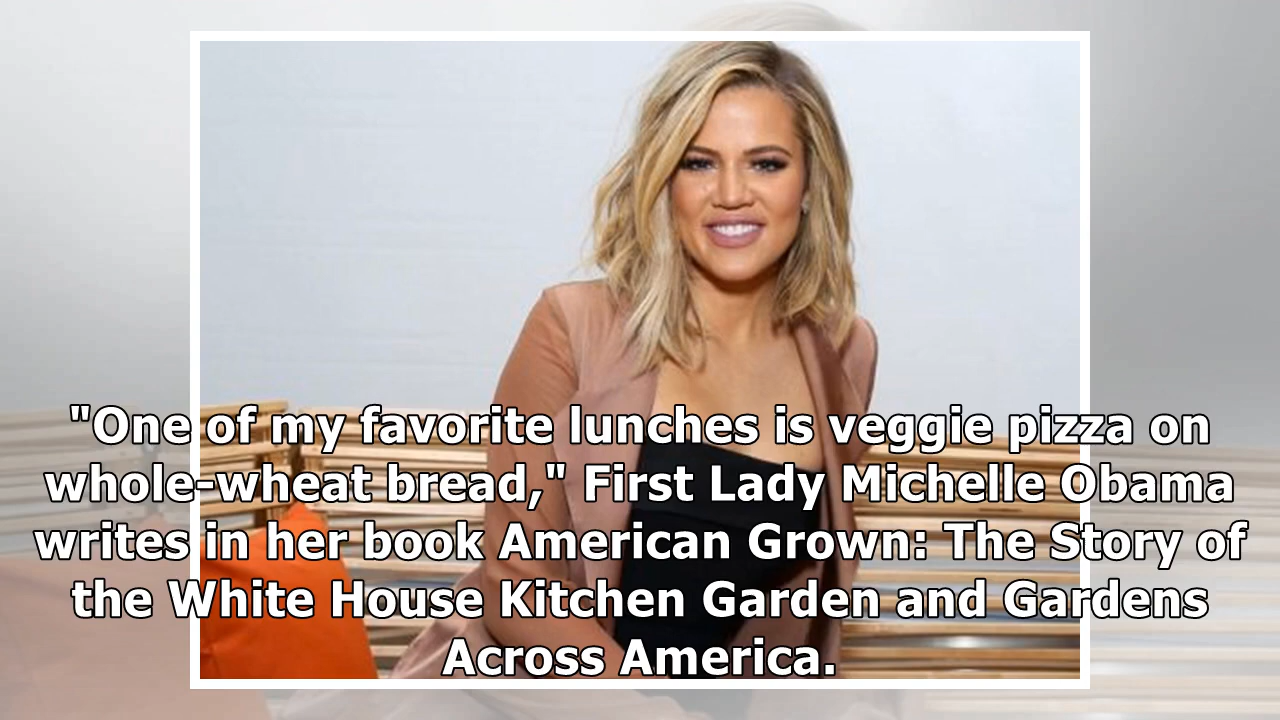 "One of my favorite lunches is veggie pizza on
whole-wheat bread," First Lady Michelle Obama
writes in her book American Grown: The Story of
the White House Kitchen Garden and Gardens
Across America.